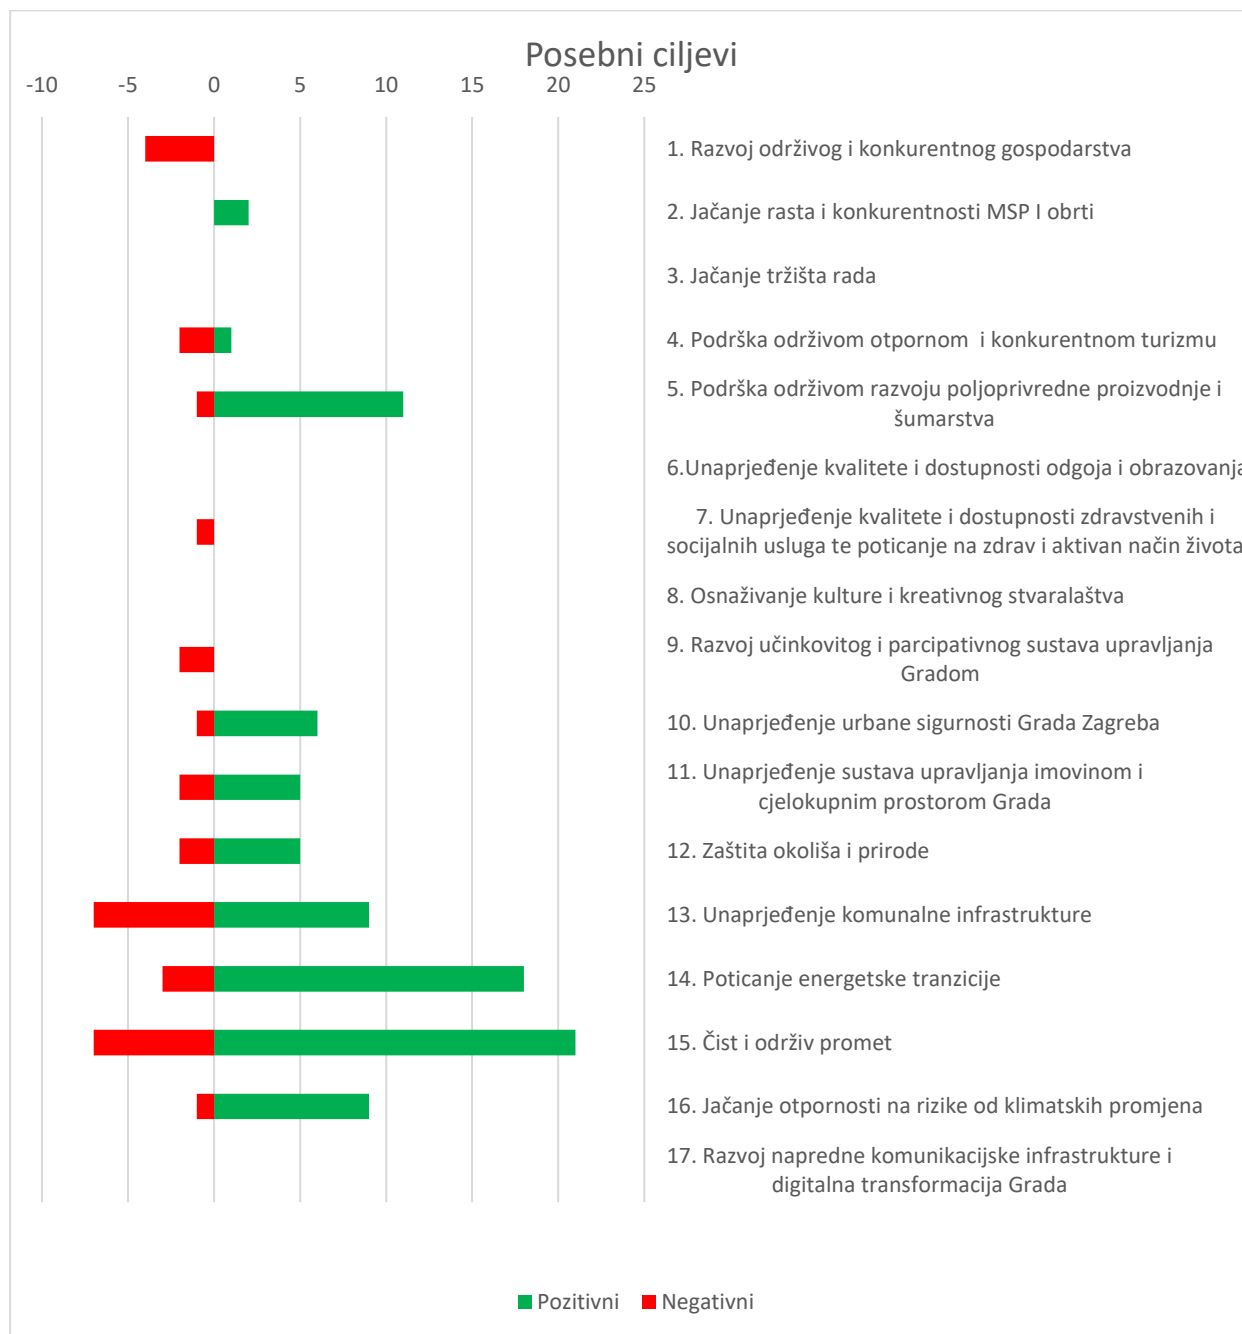 Posebni ciljevi
-10 -5 0 5 10 15 20 25
1. Razvoj održivog i konkurentnog gospodarstva
2. Jačanje rasta i konkurentnosti MSP I obrti
3. Jačanje tržišta rada
4. Podrška održivom otpornom i konkurentnom turizmu
5. Podrška održivom razvoju poljoprivredne proizvodnje i
šumarstva
6.Unaprjeđenje kvalitete i dostupnosti odgoja i obrazovanja
7. Unaprjeđenje kvalitete i dostupnosti zdravstvenih i
socijalnih usluga te poticanje na zdrav i aktivan način života
8. Osnaživanje kulture i kreativnog stvaralaštva
9. Razvoj učinkovitog i parcipativnog sustava upravljanja
Gradom
10. Unaprjeđenje urbane sigurnosti Grada Zagreba
11. Unaprjeđenje sustava upravljanja imovinom i
cjelokupnim prostorom Grada
12. Zaštita okoliša i prirode
13. Unaprjeđenje komunalne infrastrukture
14. Poticanje energetske tranzicije
15. Čist i održiv promet
16. Jačanje otpornosti na rizike od klimatskih promjena
17. Razvoj napredne komunikacijske infrastrukture i
digitalna transformacija Grada
Pozitivni Negativni